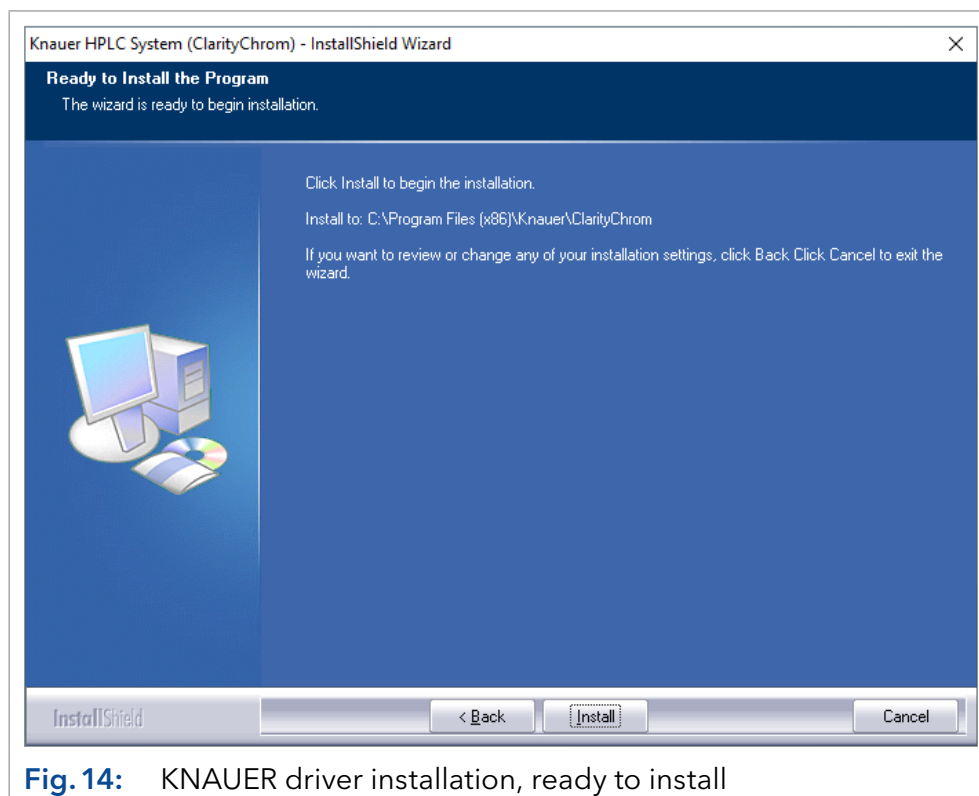 Knauer HPLC System (ClarityChrom) - InstallShield Wizard
Ready to Install the Program
The wizard is ready to begin installation.
Click Install to begin the installation.
Install to: C:\Program Files (x86)\Knauer\ClarityChrom
If you want to review or change any of your installation settings, click Back Click Cancel to exit the
wizard.
InstallShield
< Back
Install
Cancel
Fig. 14: KNAUER driver installation, ready to install